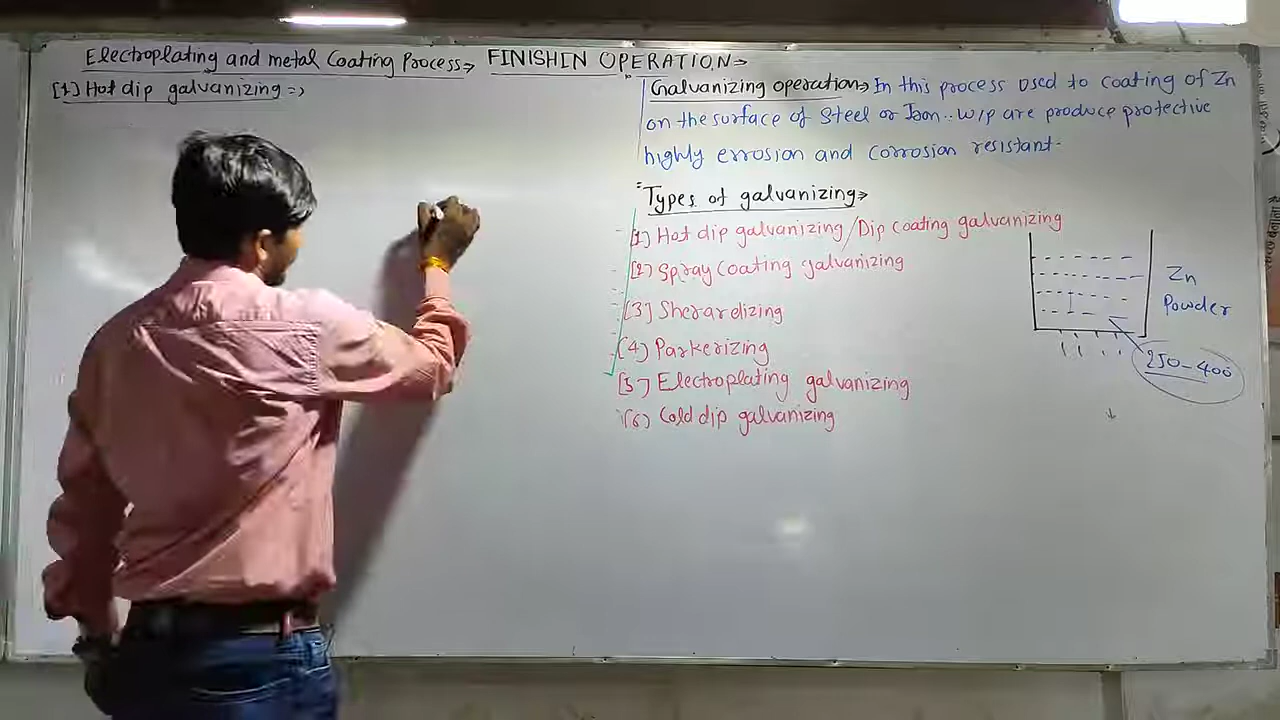 Electroplating and metal Coating Process→ FINISHIN OPERATION→
[1] Hot dip galvanizing ⇒
Galvanizing operation→ In this process used to coating of Zn
on the surface of Steel or Iron.. w/p are produce protective
highly errosion and corrosian resistant.
Types of galvanizing→
[1] Hot dip galvanizing/Dip coating galvanizing
[2] Spray coating galvanizing
[3] Sherardizing
[4] Parkerizing
[5] Electroplating galvanizing
(6) Cold dip galvanizing
Zn
Powder
250-400